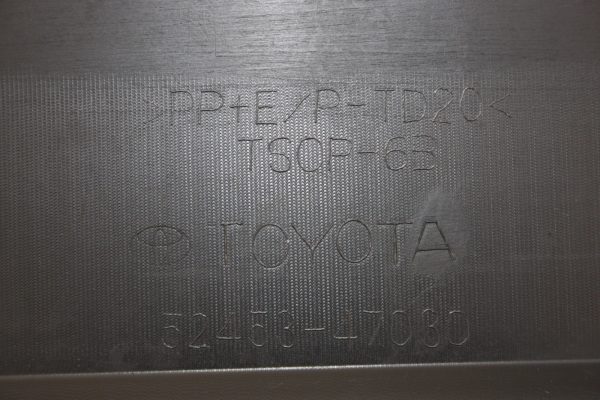 >PP+E/P-TD20<
TSOP-6B
TOYOTA
52453-47030